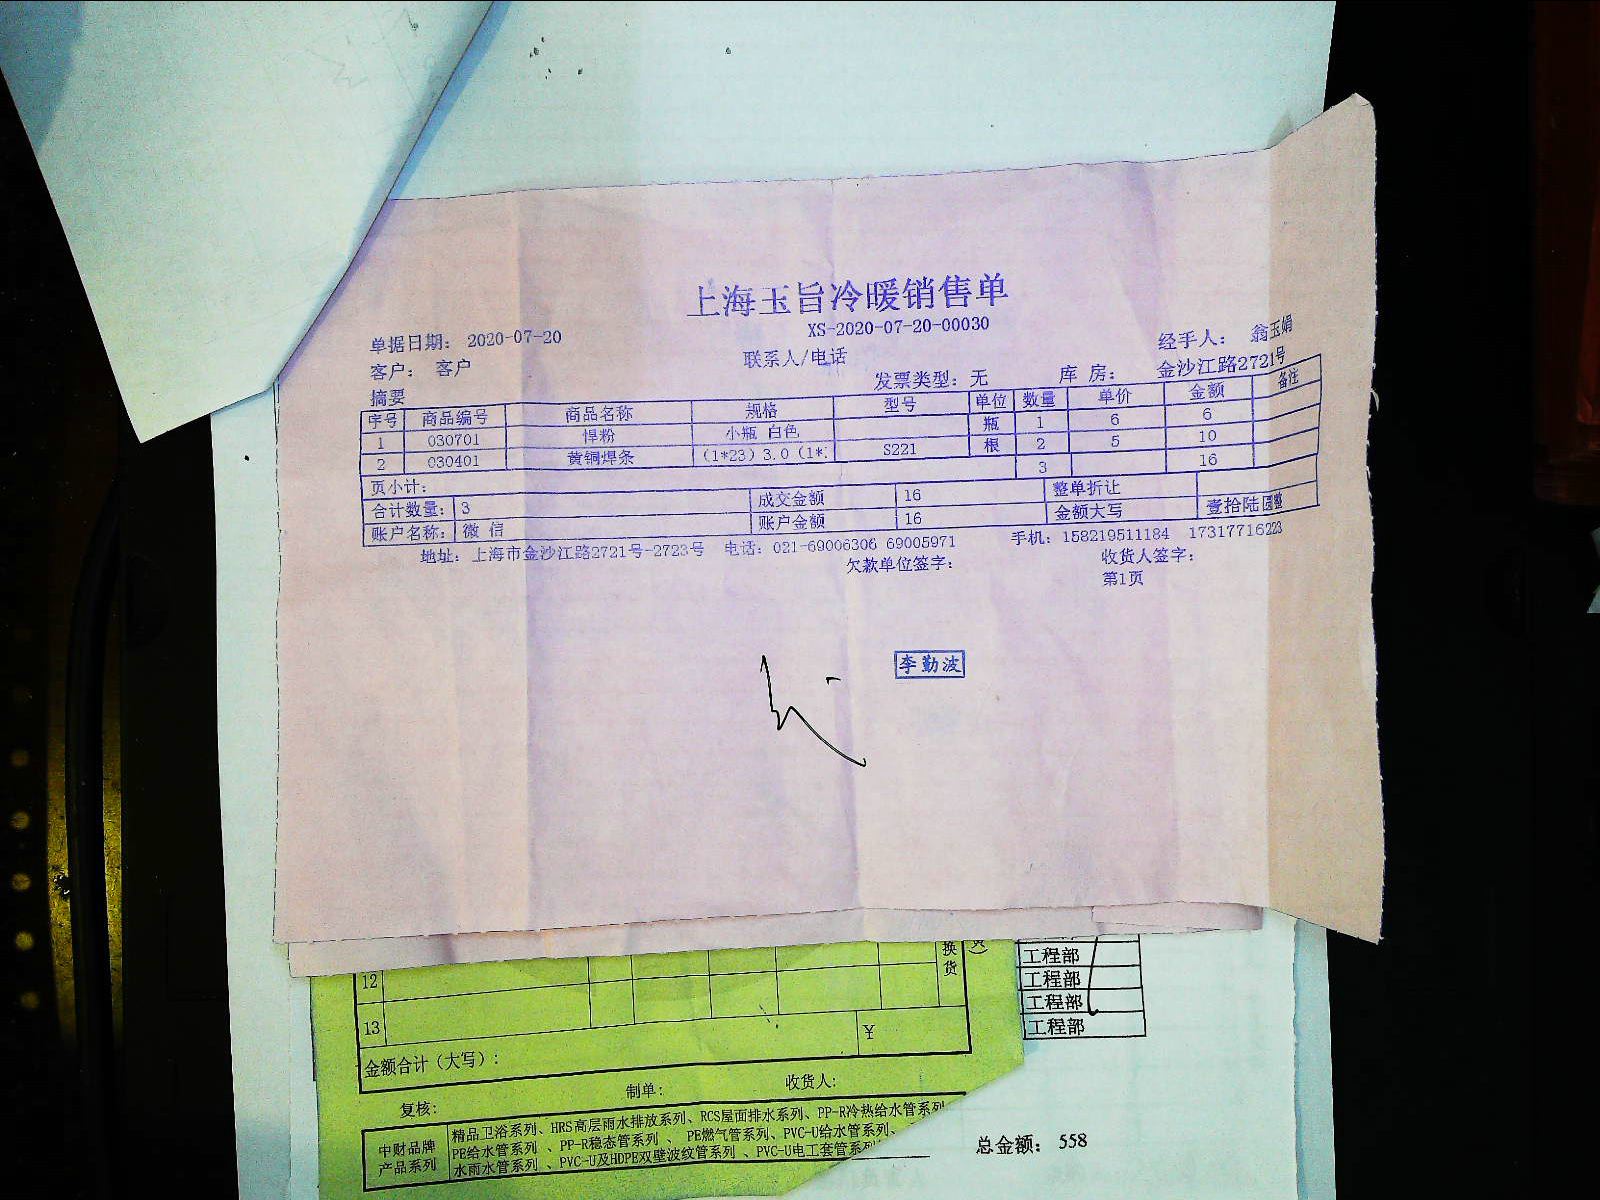 上海玉旨冷暖销售单
XS-2020-07-20-00030
单据日期： 2020-07-20
联系人/电话
经手人： 翁玉娟
客户： 客户
发票类型：无
库 房： 金沙江路2721号
摘要
序号 商品编号 商品名称 规格 型号 单位 数量 单价 金额 备注
1 030701 悍粉 小瓶 白色 瓶 1 6 6
2 030401 黄铜焊条 (1*23) 3.0 (1*: S221 根 2 5 10
页小计： 3 16
合计数量： 3 成交金额 16 整单折让
账户名称： 微 信 账户金额 16 金额大写 壹拾陆圆整
地址：上海市金沙江路2721号-2723号 电话：021-69006306 69005971 手机：158219511184 17317716223
欠款单位签字： 收货人签字：
第1页
李勤波
12
换货
工程部
工程部
工程部
工程部
13
¥
金额合计（大写）：
复核： 制单： 收货人：
中财品牌产品系列
精品卫浴系列、HRS高层雨水排放系列、RCS屋面排水系列、PP-R冷热给水管系列
PE给水管系列 、PP-R稳态管系列 、 PE燃气管系列、PVC-U给水管系列、
水雨水管系列 、PVC-U及HDPE双壁波纹管系列 、PVC-U电工套管系列
总金额： 558